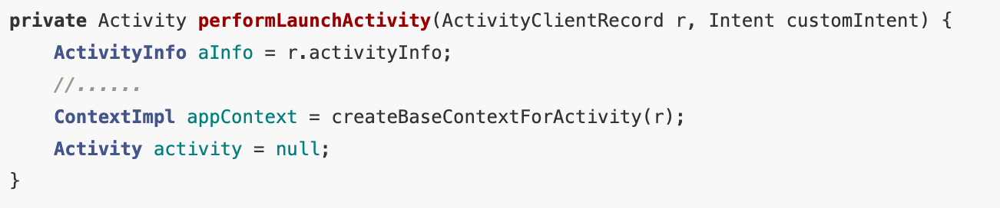 private Activity performLaunchActivity(ActivityClientRecord r, Intent customIntent) {
    ActivityInfo aInfo = r.activityInfo;
    //......
    ContextImpl appContext = createBaseContextForActivity(r);
    Activity activity = null;
}